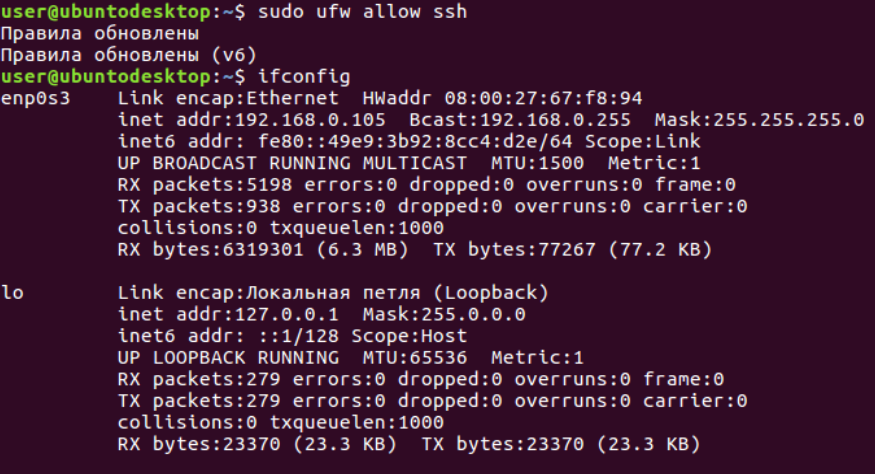 user@ubuntodesktop:~$ sudo ufw allow ssh
Правила обновлены
Правила обновлены (v6)
user@ubuntodesktop:~$ ifconfig
enp0s3    Link encap:Ethernet  HWaddr 08:00:27:67:f8:94
          inet addr:192.168.0.105  Bcast:192.168.0.255  Mask:255.255.255.0
          inet6 addr: fe80::49e9:3b92:8cc4:d2e/64 Scope:Link
          UP BROADCAST RUNNING MULTICAST  MTU:1500  Metric:1
          RX packets:5198 errors:0 dropped:0 overruns:0 frame:0
          TX packets:938 errors:0 dropped:0 overruns:0 carrier:0
          collisions:0 txqueuelen:1000
          RX bytes:6319301 (6.3 MB)  TX bytes:77267 (77.2 KB)

lo        Link encap:Локальная петля (Loopback)
          inet addr:127.0.0.1  Mask:255.0.0.0
          inet6 addr: ::1/128 Scope:Host
          UP LOOPBACK RUNNING  MTU:65536  Metric:1
          RX packets:279 errors:0 dropped:0 overruns:0 frame:0
          TX packets:279 errors:0 dropped:0 overruns:0 carrier:0
          collisions:0 txqueuelen:1000
          RX bytes:23370 (23.3 KB)  TX bytes:23370 (23.3 KB)